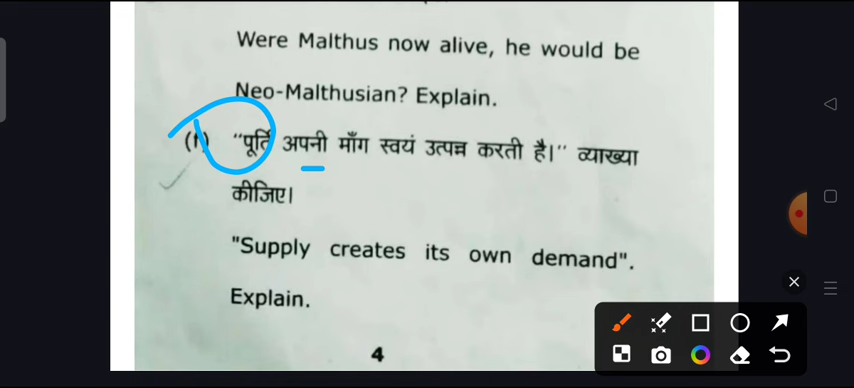 Were Malthus now alive, he would be
Neo-Malthusian? Explain.
(f) "पूर्ति अपनी माँग स्वयं उत्पन्न करती है।" व्याख्या
कीजिए।
"Supply creates its own demand".
Explain.
4